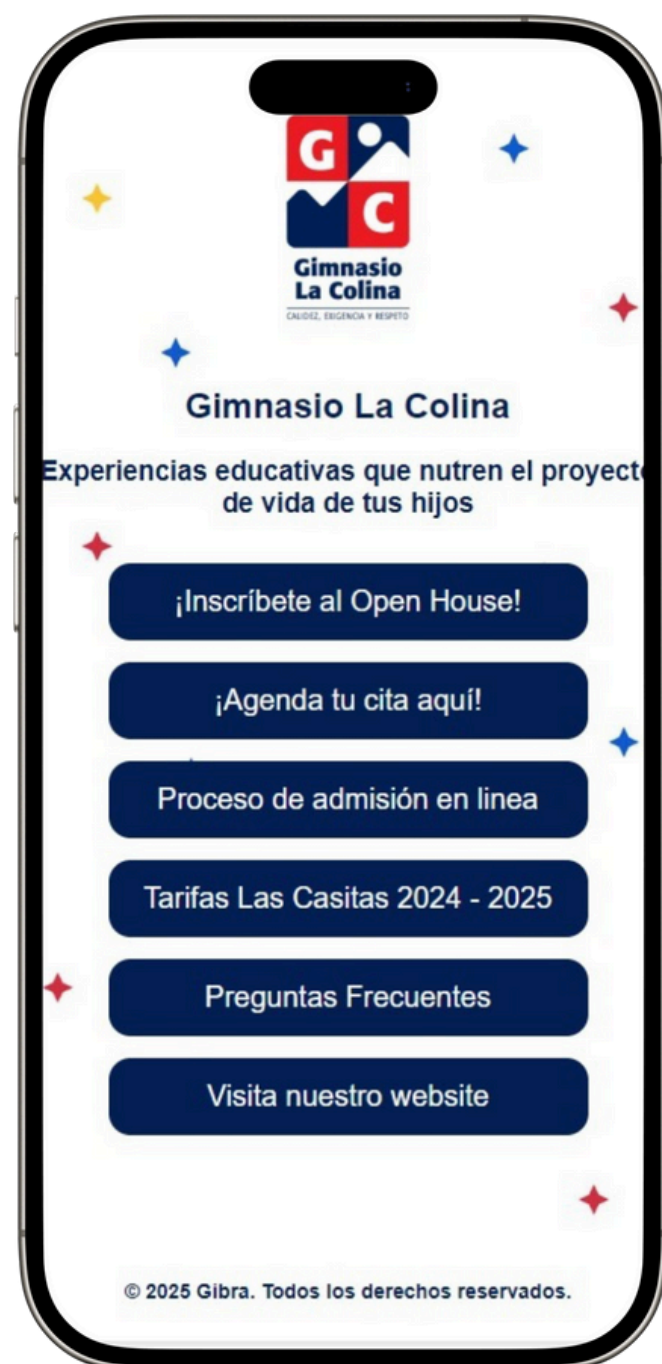 G
C
Gimnasio
La Colina
CALIDEZ, EXIGENCIA Y RESPETO
Gimnasio La Colina
Experiencias educativas que nutren el proyecto
de vida de tus hijos
¡Inscríbete al Open House!
¡Agenda tu cita aquí!
Proceso de admisión en linea
Tarifas Las Casitas 2024 - 2025
Preguntas Frecuentes
Visita nuestro website
© 2025 Gibra. Todos los derechos reservados.